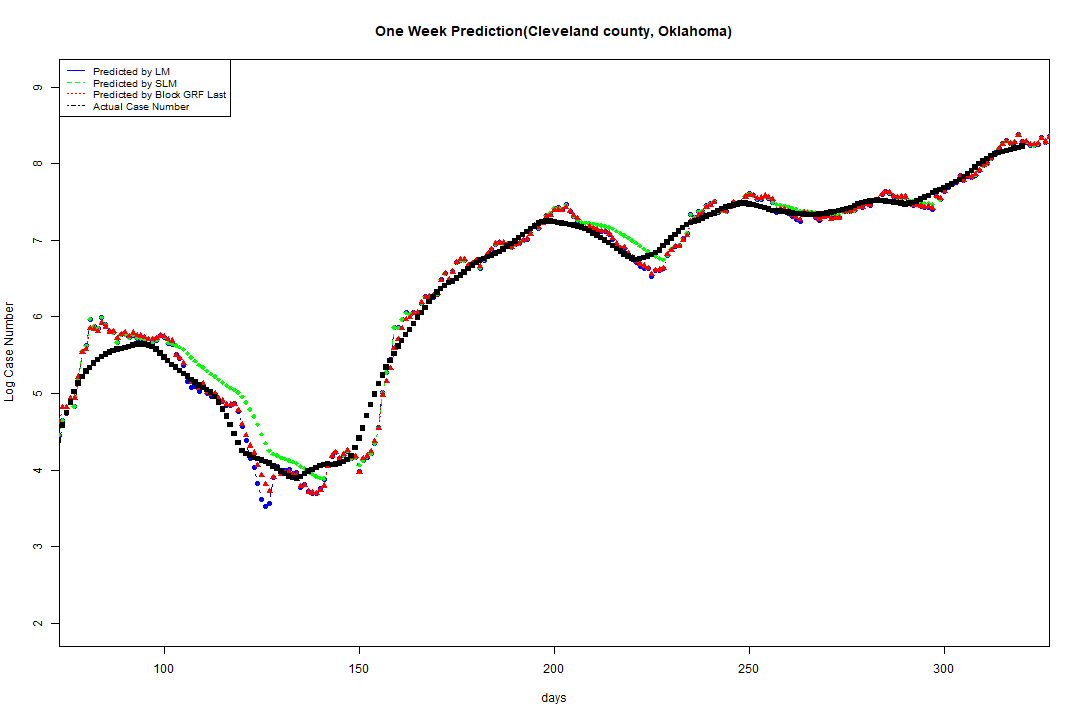 One Week Prediction(Cleveland county, Oklahoma)
Predicted by LM
Predicted by SLM
Predicted by Block GRF Last
Actual Case Number
9
8
7
6
5
4
3
2
Log Case Number
100 150 200 250 300
days